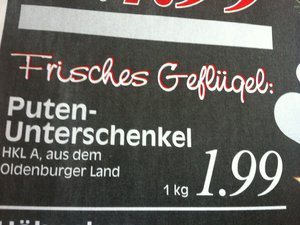 Frisches Geflügel:
Puten-
Unterschenkel
HKL A, aus dem
Oldenburger Land
1 kg 1.99